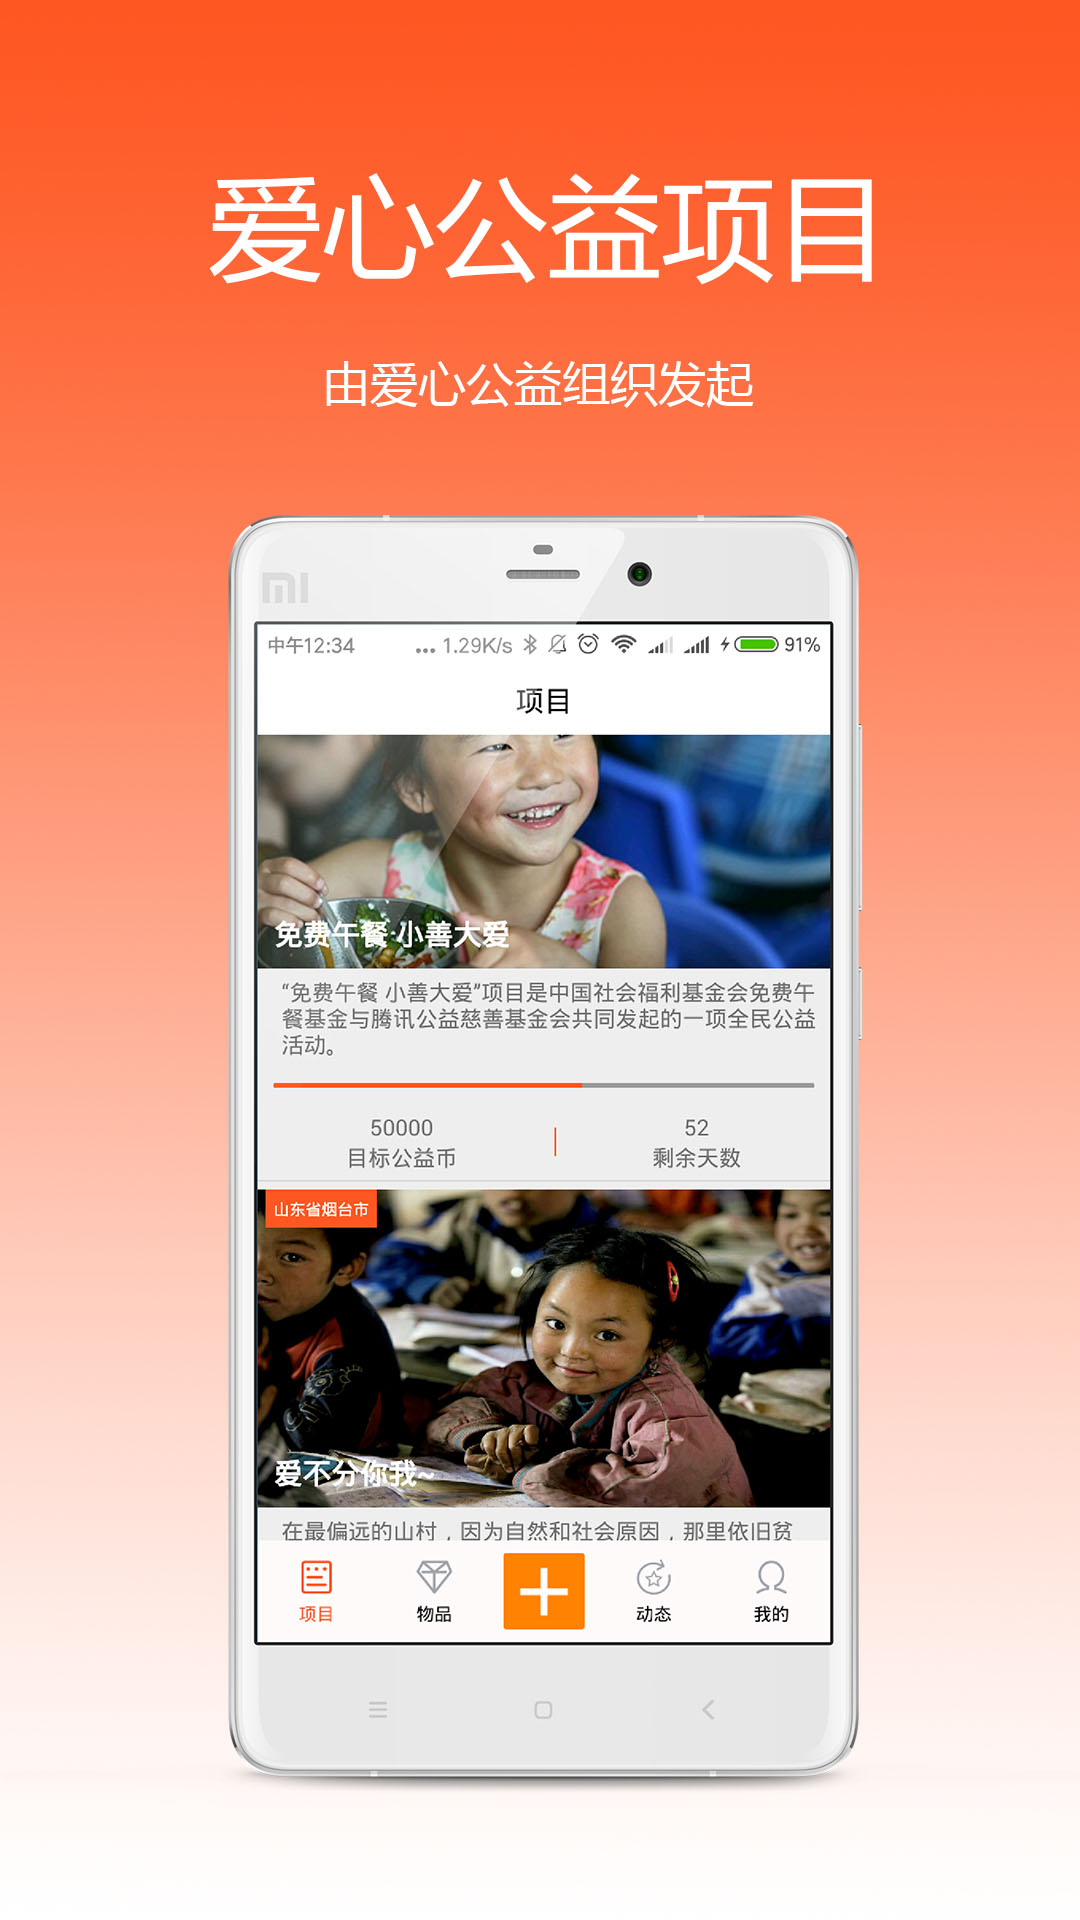 爱心公益项目
由爱心公益组织发起
mi
中午12:34 ... 1.29K/s 91%
项目
免费午餐 小善大爱
“免费午餐 小善大爱”项目是中国社会福利基金会免费午
餐基金与腾讯公益慈善基金会共同发起的一项全民公益
活动。
50000 52
目标公益币 剩余天数
山东省烟台市
爱不分你我~
在最偏远的山村，因为自然和社会原因，那里依旧贫
项目 物品 动态 我的